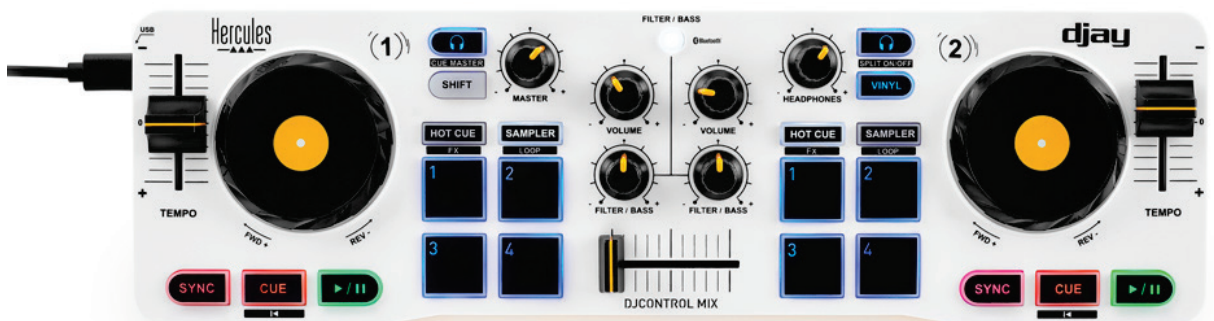 USB
Hercules
(1)
CUE MASTER
SHIFT
MASTER
FILTER / BASS
Bluetooth
HEADPHONES
SPLIT ON/OFF
VINYL
(2)
djay
- +
0
TEMPO
FWD +
REV -
SYNC
CUE
HOT CUE
SAMPLER
FX
LOOP
1
2
3
4
VOLUME
VOLUME
FILTER / BASS
FILTER / BASS
DJCONTROL MIX
HOT CUE
SAMPLER
FX
LOOP
1
2
3
4
- +
0
TEMPO
FWD +
REV -
SYNC
CUE